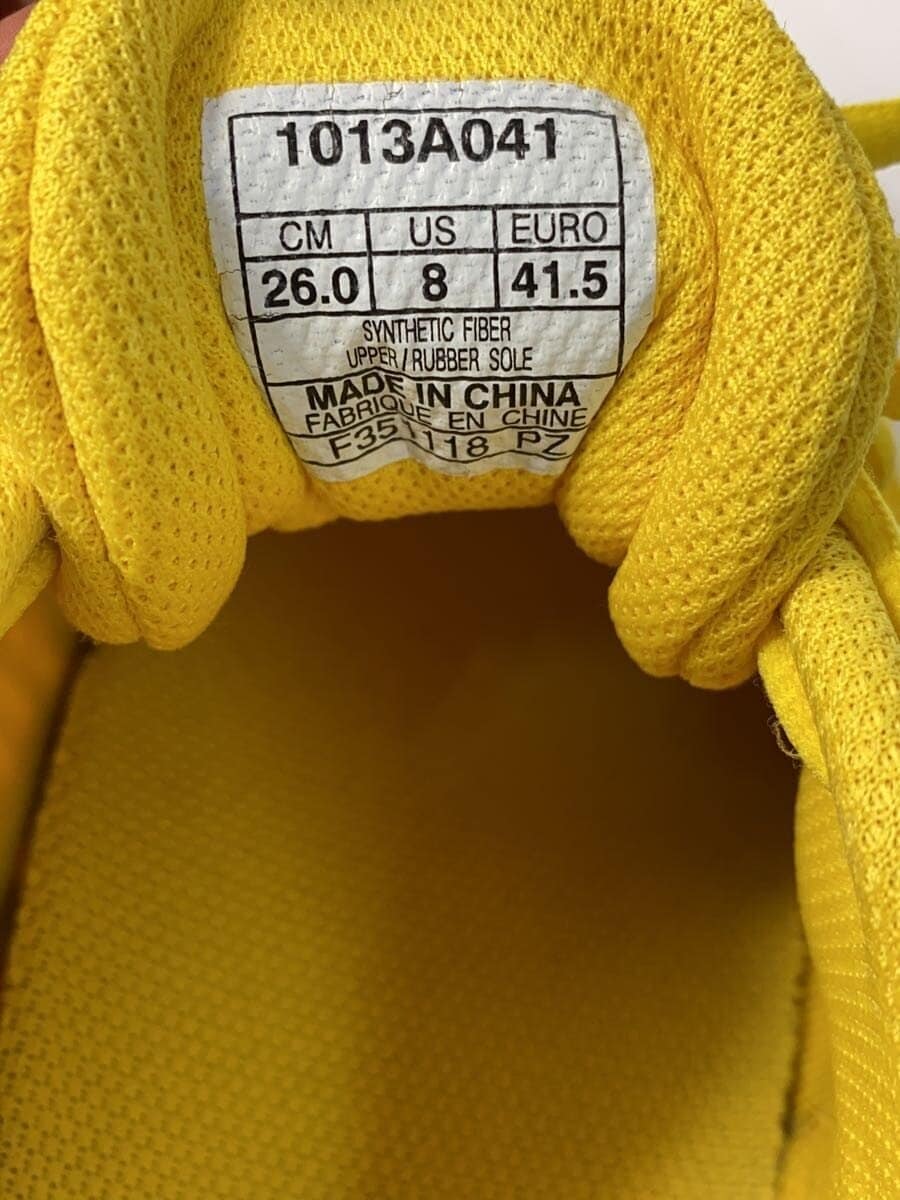 1013A041
CM US EURO
26.0 8 41.5
SYNTHETIC FIBER
UPPER/RUBBER SOLE
MADE IN CHINA
FABRIQUE EN CHINE
PZ